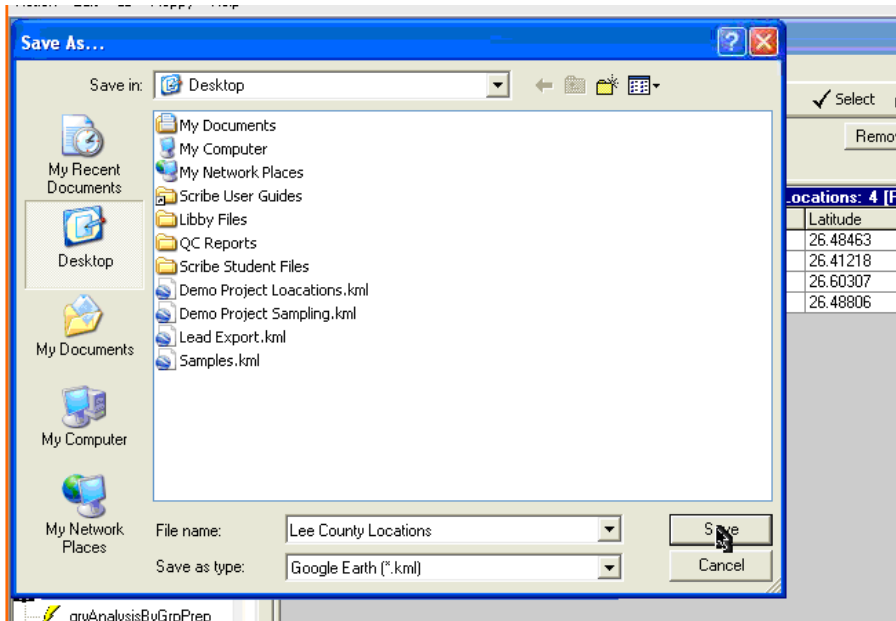 Save As...
Save in: Desktop
My Documents
My Computer
My Network Places
Scribe User Guides
Libby Files
QC Reports
Scribe Student Files
Demo Project Loacations.kml
Demo Project Sampling.kml
Lead Export.kml
Samples.kml
My Recent
Documents
Desktop
My Documents
My Computer
My Network
Places
File name: Lee County Locations
Save as type: Google Earth (*.kml)
Save
Cancel
Select
Locations: 4
Latitude
26.48463
26.41218
26.60307
26.48806
qryAnalysisByGrpPrep